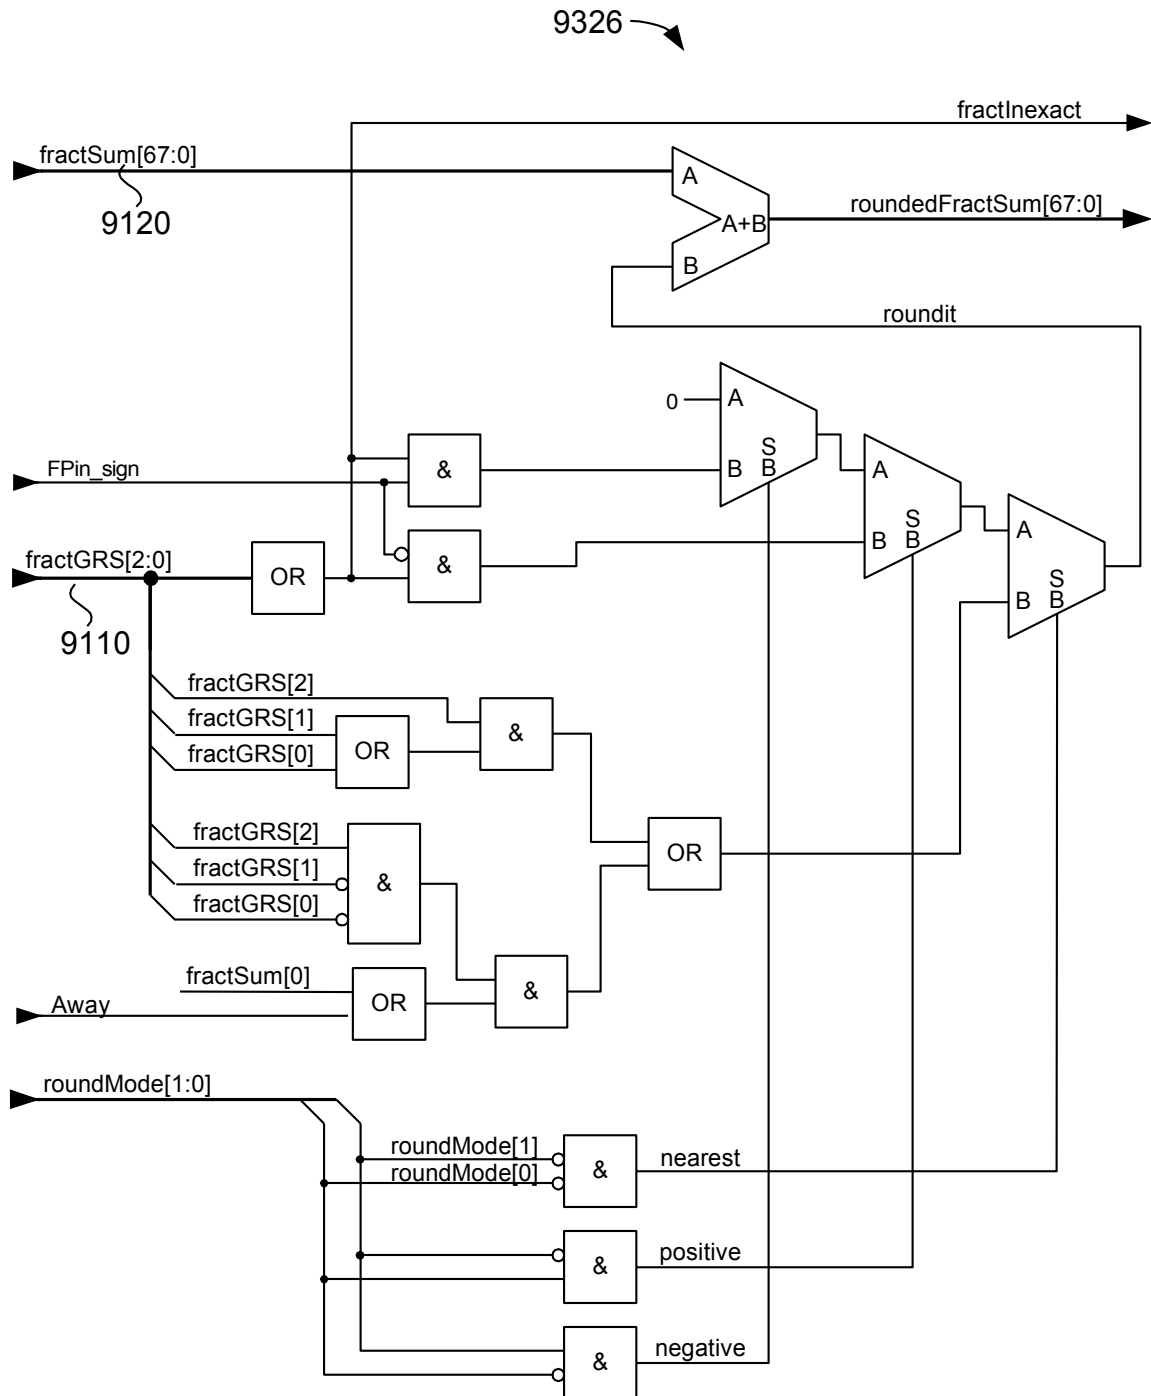 9326
fractInexact
fractSum[67:0]
A
9120
roundedFractSum[67:0]
A+B
B
roundit
0
A
S
B
B
FPin_sign
&
A
S
B
B
fractGRS[2:0]
OR
&
A
S
B
B
9110
fractGRS[2]
fractGRS[1]
fractGRS[0]
OR
&
fractGRS[2]
fractGRS[1]
fractGRS[0]
&
OR
fractSum[0]
Away
OR
&
roundMode[1:0]
roundMode[1]
roundMode[0]
&
nearest
&
positive
&
negative